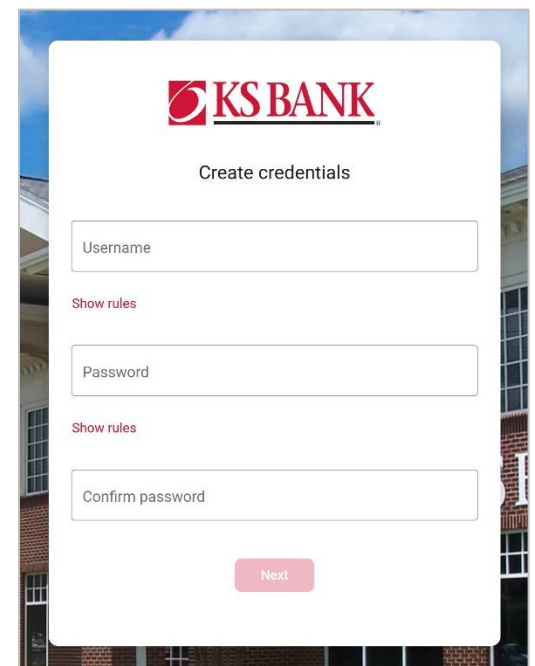 KS BANK
Create credentials
Username
Show rules
Password
Show rules
Confirm password
Next